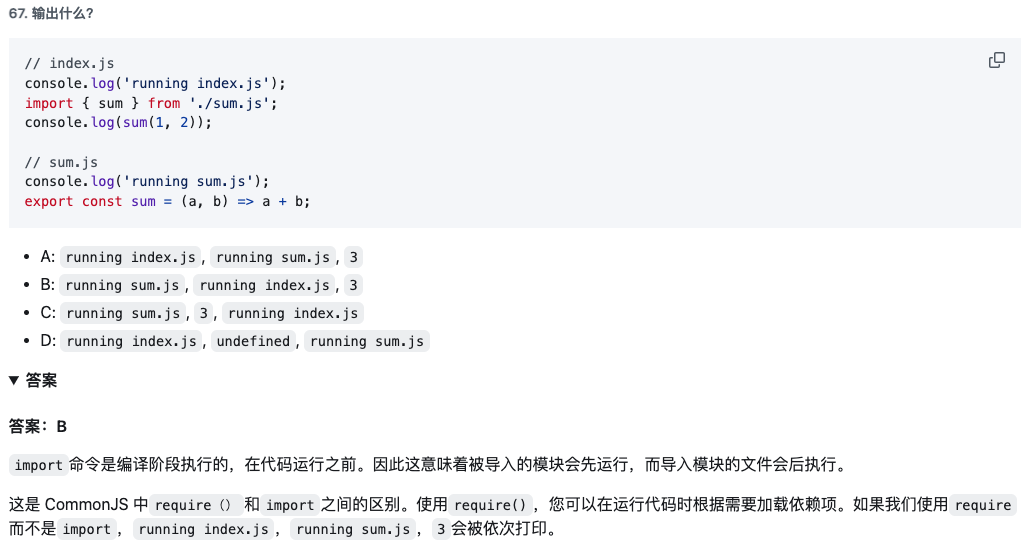 67. 输出什么?
// index.js
console.log('running index.js');
import { sum } from './sum.js';
console.log(sum(1, 2));
// sum.js
console.log('running sum.js');
export const sum = (a, b) => a + b;
A: running index.js, running sum.js, 3
B: running sum.js, running index.js, 3
C: running sum.js, 3, running index.js
D: running index.js, undefined, running sum.js
答案
答案：B
import命令是编译阶段执行的，在代码运行之前。因此这意味着被导入的模块会先运行，而导入模块的文件会后执行。
这是 CommonJS 中 require（）和 import 之间的区别。使用 require()，您可以在运行代码时根据需要加载依赖项。如果我们使用 require
而不是 import，running index.js，running sum.js，3 会被依次打印。